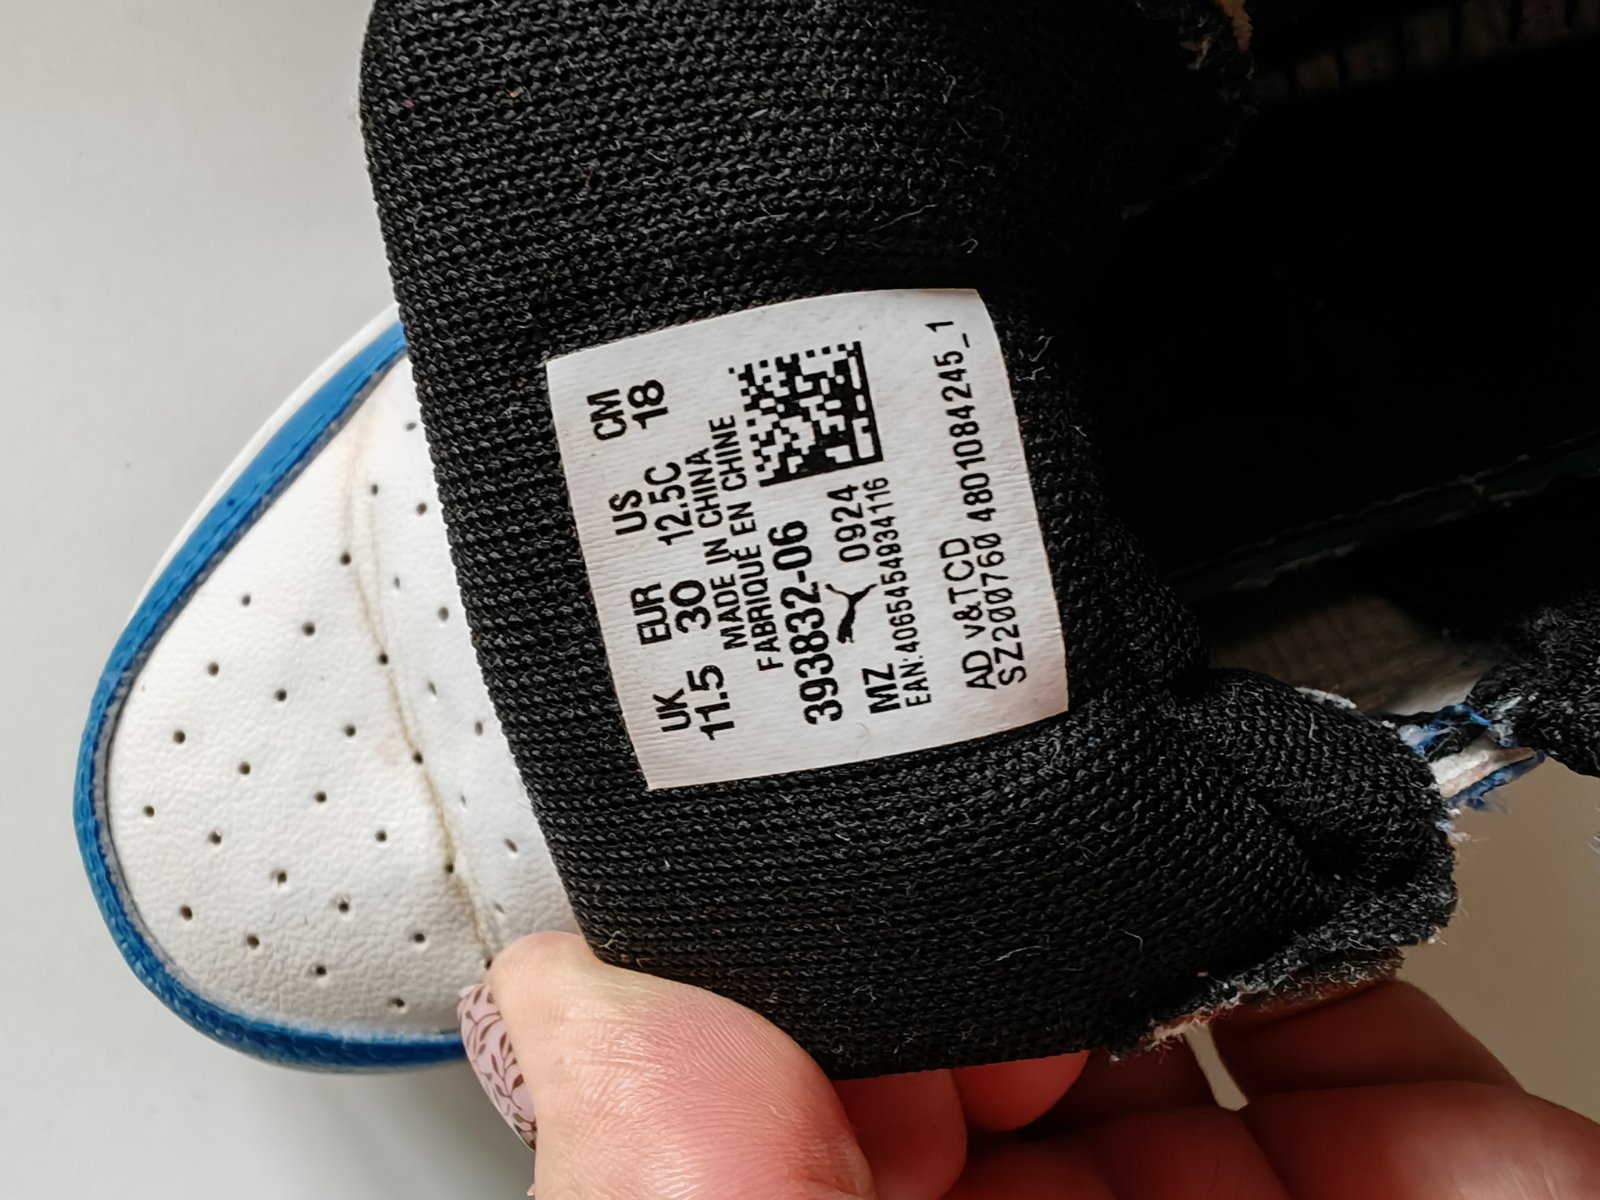 UK EUR US CM
11.5 30 12.5C 18
MADE IN CHINA
FABRIQUE EN CHINE
393832-06
0924
MZ
EAN:4065454934116
AD v&TCD
SZ200760 4801084245_1